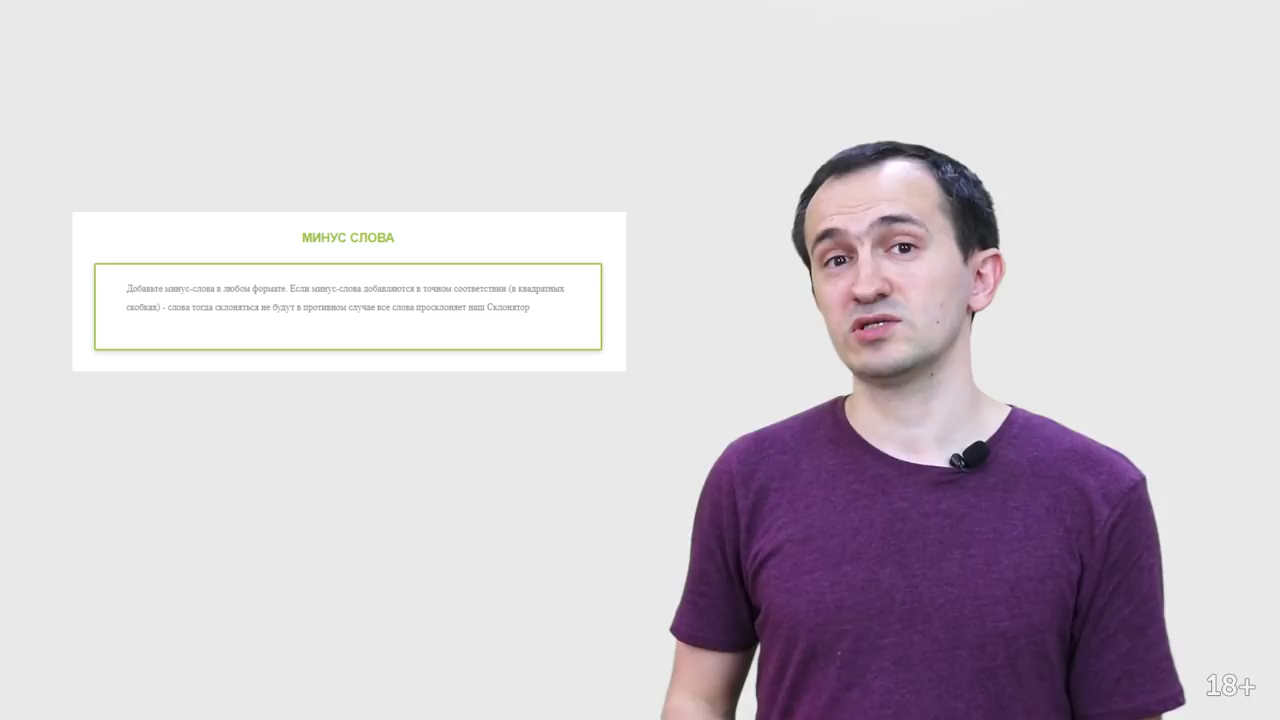 МИНУС СЛОВА
Добавьте минус-слова в любом формате. Если минус-слова добавляются в точном соответствии (в квадратных
скобках) - слова тогда склоняться не будут в противном случае все слова просклоняет наш Склонятор
18+